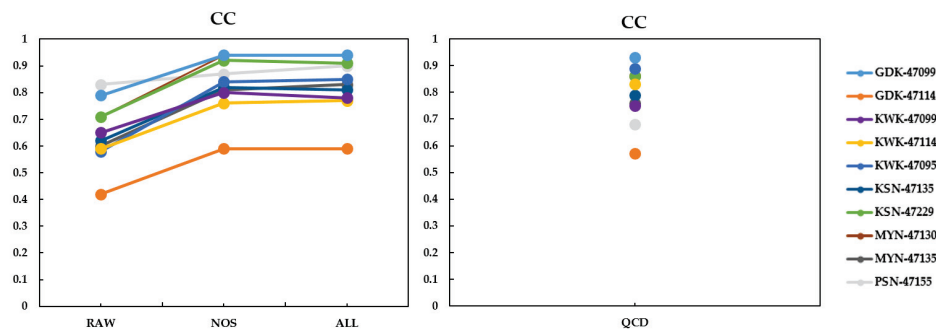 CC
1
0.9
0.8
0.7
0.6
0.5
0.4
0.3
0.2
0.1
0
RAW NOS ALL
CC
1
0.9
0.8
0.7
0.6
0.5
0.4
0.3
0.2
0.1
0
QCD
GDK-47099
GDK-47114
KWK-47099
KWK-47114
KWK-47095
KSN-47135
KSN-47229
MYN-47130
MYN-47135
PSN-47155